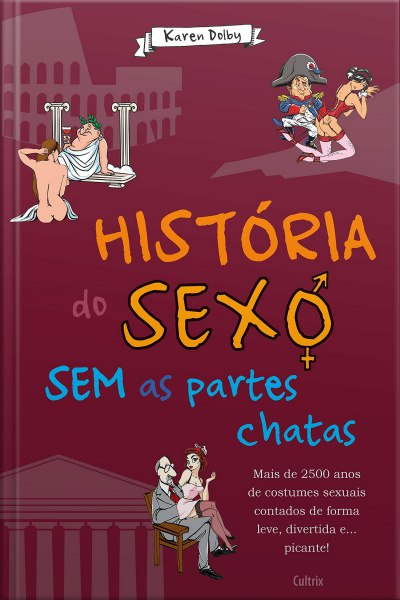 Karen Dolby
HISTÓRIA
do SEXO
SEM as partes
chatas
Mais de 2500 anos
de costumes sexuais
contados de forma
leve, divertida e...
picante!
Cultrix